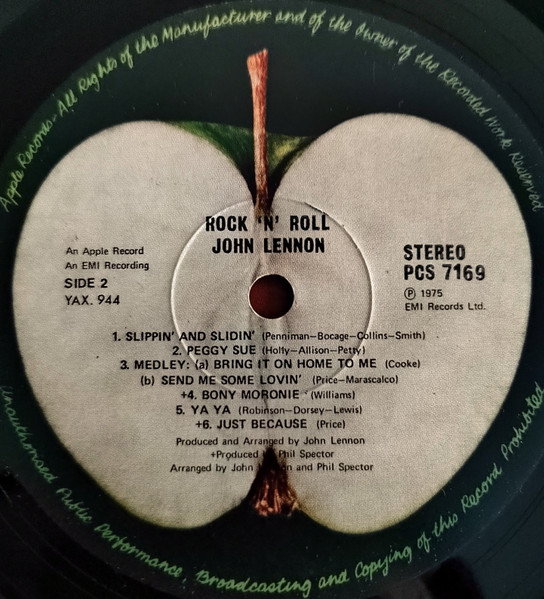 Apple Records-All Rights of the Manufacturer and of the Owner of the Recorded Work Reserved
ROCK 'N' ROLL
JOHN LENNON
An Apple Record
An EMI Recording
SIDE 2
YAX. 944
STEREO
PCS 7169
Ⓟ 1975
EMI Records Ltd.
1. SLIPPIN' AND SLIDIN' (Penniman—Bocage—Collins—Smith)
2. PEGGY SUE (Holly—Allison—Petty)
3. MEDLEY: (a) BRING IT ON HOME TO ME (Cooke)
(b) SEND ME SOME LOVIN' (Price—Marascalco)
+4. BONY MORONIE (Williams)
5. YA YA (Robinson—Dorsey—Lewis)
+6. JUST BECAUSE (Price)
Produced and Arranged by John Lennon
+Produced Phil Spector
Arranged by John and Phil Spector
Unauthorised Public Performance, Broadcasting and Copying of this Record Prohibited